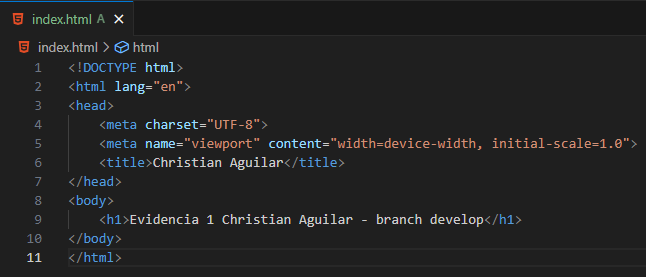 index.html A
index.html > html
1 <!DOCTYPE html>
2 <html lang="en">
3 <head>
4     <meta charset="UTF-8">
5     <meta name="viewport" content="width=device-width, initial-scale=1.0">
6     <title>Christian Aguilar</title>
7 </head>
8 <body>
9     <h1>Evidencia 1 Christian Aguilar - branch develop</h1>
10 </body>
11 </html>